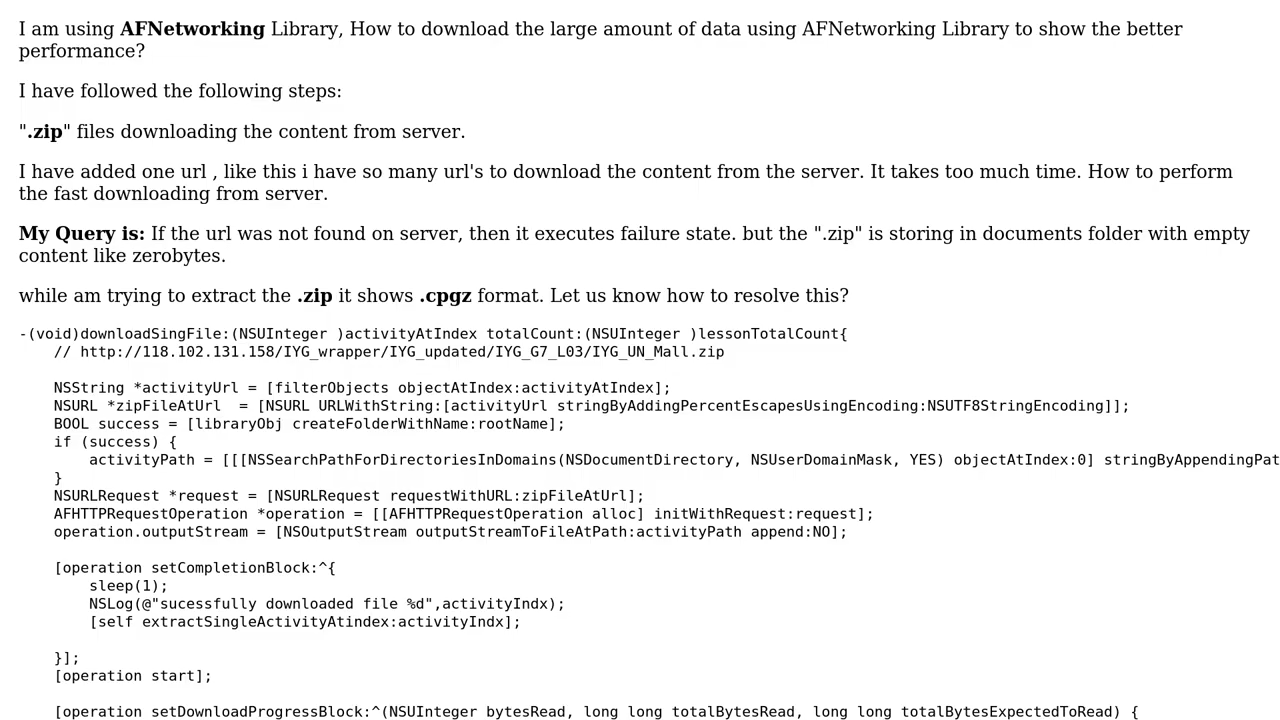 I am using AFNetworking Library, How to download the large amount of data using AFNetworking Library to show the better
performance?
I have followed the following steps:
".zip" files downloading the content from server.
I have added one url , like this i have so many url's to download the content from the server. It takes too much time. How to perform
the fast downloading from server.
My Query is: If the url was not found on server, then it executes failure state. but the ".zip" is storing in documents folder with empty
content like zerobytes.
while am trying to extract the .zip it shows .cpgz format. Let us know how to resolve this?
-(void)downloadSingFile:(NSUInteger )activityAtIndex totalCount:(NSUInteger )lessonTotalCount{
    // http://118.102.131.158/IYG_wrapper/IYG_updated/IYG_G7_L03/IYG_UN_Mall.zip
    NSString *activityUrl = [filterObjects objectAtIndex:activityAtIndex];
    NSURL *zipFileAtUrl  = [NSURL URLWithString:[activityUrl stringByAddingPercentEscapesUsingEncoding:NSUTF8StringEncoding]];
    BOOL success = [libraryObj createFolderWithName:rootName];
    if (success) {
        activityPath = [[[NSSearchPathForDirectoriesInDomains(NSDocumentDirectory, NSUserDomainMask, YES) objectAtIndex:0] stringByAppendingPat
    }
    NSURLRequest *request = [NSURLRequest requestWithURL:zipFileAtUrl];
    AFHTTPRequestOperation *operation = [[AFHTTPRequestOperation alloc] initWithRequest:request];
    operation.outputStream = [NSOutputStream outputStreamToFileAtPath:activityPath append:NO];
    [operation setCompletionBlock:^{
        sleep(1);
        NSLog(@"sucessfully downloaded file %d",activityIndx);
        [self extractSingleActivityAtindex:activityIndx];
    }];
    [operation start];
    [operation setDownloadProgressBlock:^(NSUInteger bytesRead, long long totalBytesRead, long long totalBytesExpectedToRead) {